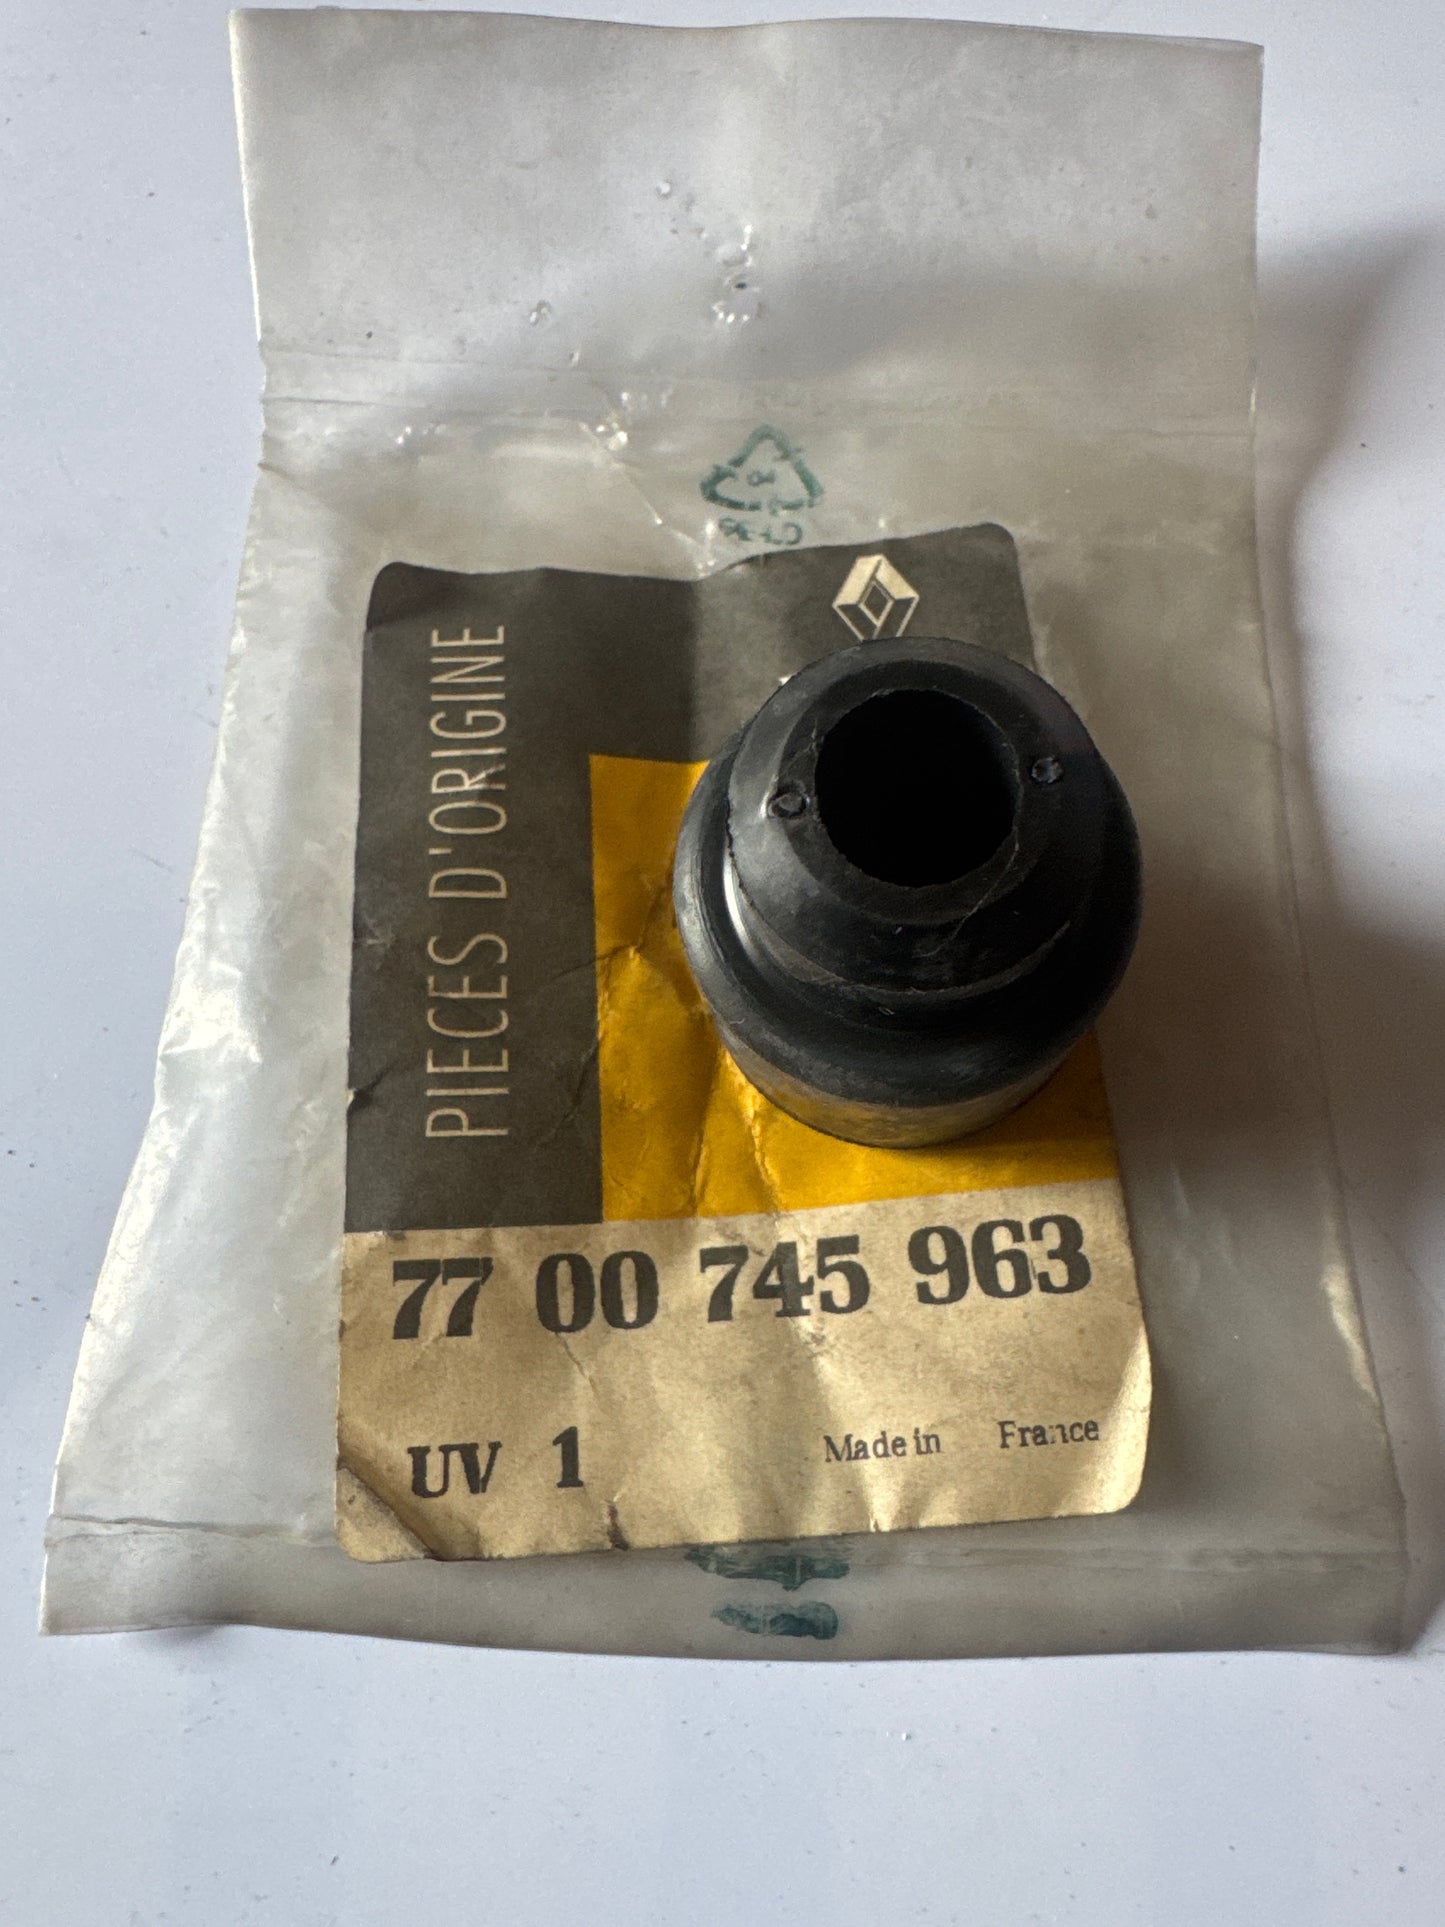 PIECES D'ORIGINE
77 00 745 963
UV 1
Made in France